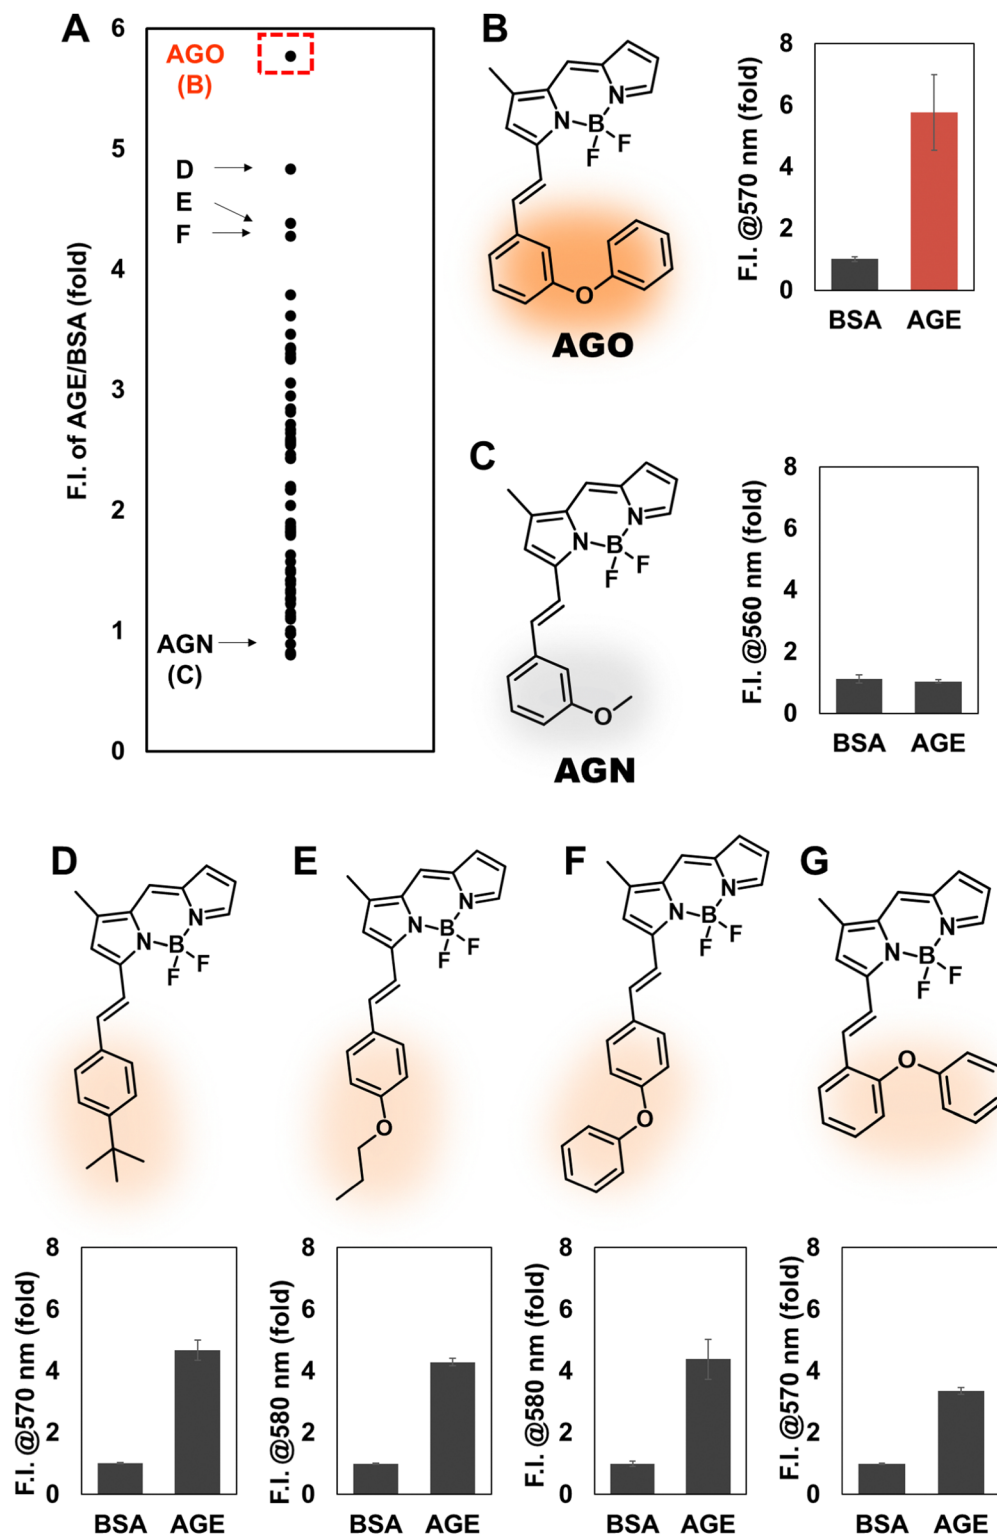 A
F.I. of AGE/BSA (fold)
6
5
4
3
2
1
0
AGO
(B)
D
E
F
AGN
(C)
B
N
N
B
F
F
O
AGO
F.I. @570 nm (fold)
8
6
4
2
0
BSA AGE
C
N
N
B
F
F
O
AGN
F.I. @560 nm (fold)
8
6
4
2
0
BSA AGE
D
N
N
B
F
F
F.I. @570 nm (fold)
8
6
4
2
0
BSA AGE
E
N
N
B
F
F
O
F.I. @580 nm (fold)
8
6
4
2
0
BSA AGE
F
N
N
B
F
F
O
F.I. @580 nm (fold)
8
6
4
2
0
BSA AGE
G
N
N
B
F
F
O
F.I. @570 nm (fold)
8
6
4
2
0
BSA AGE